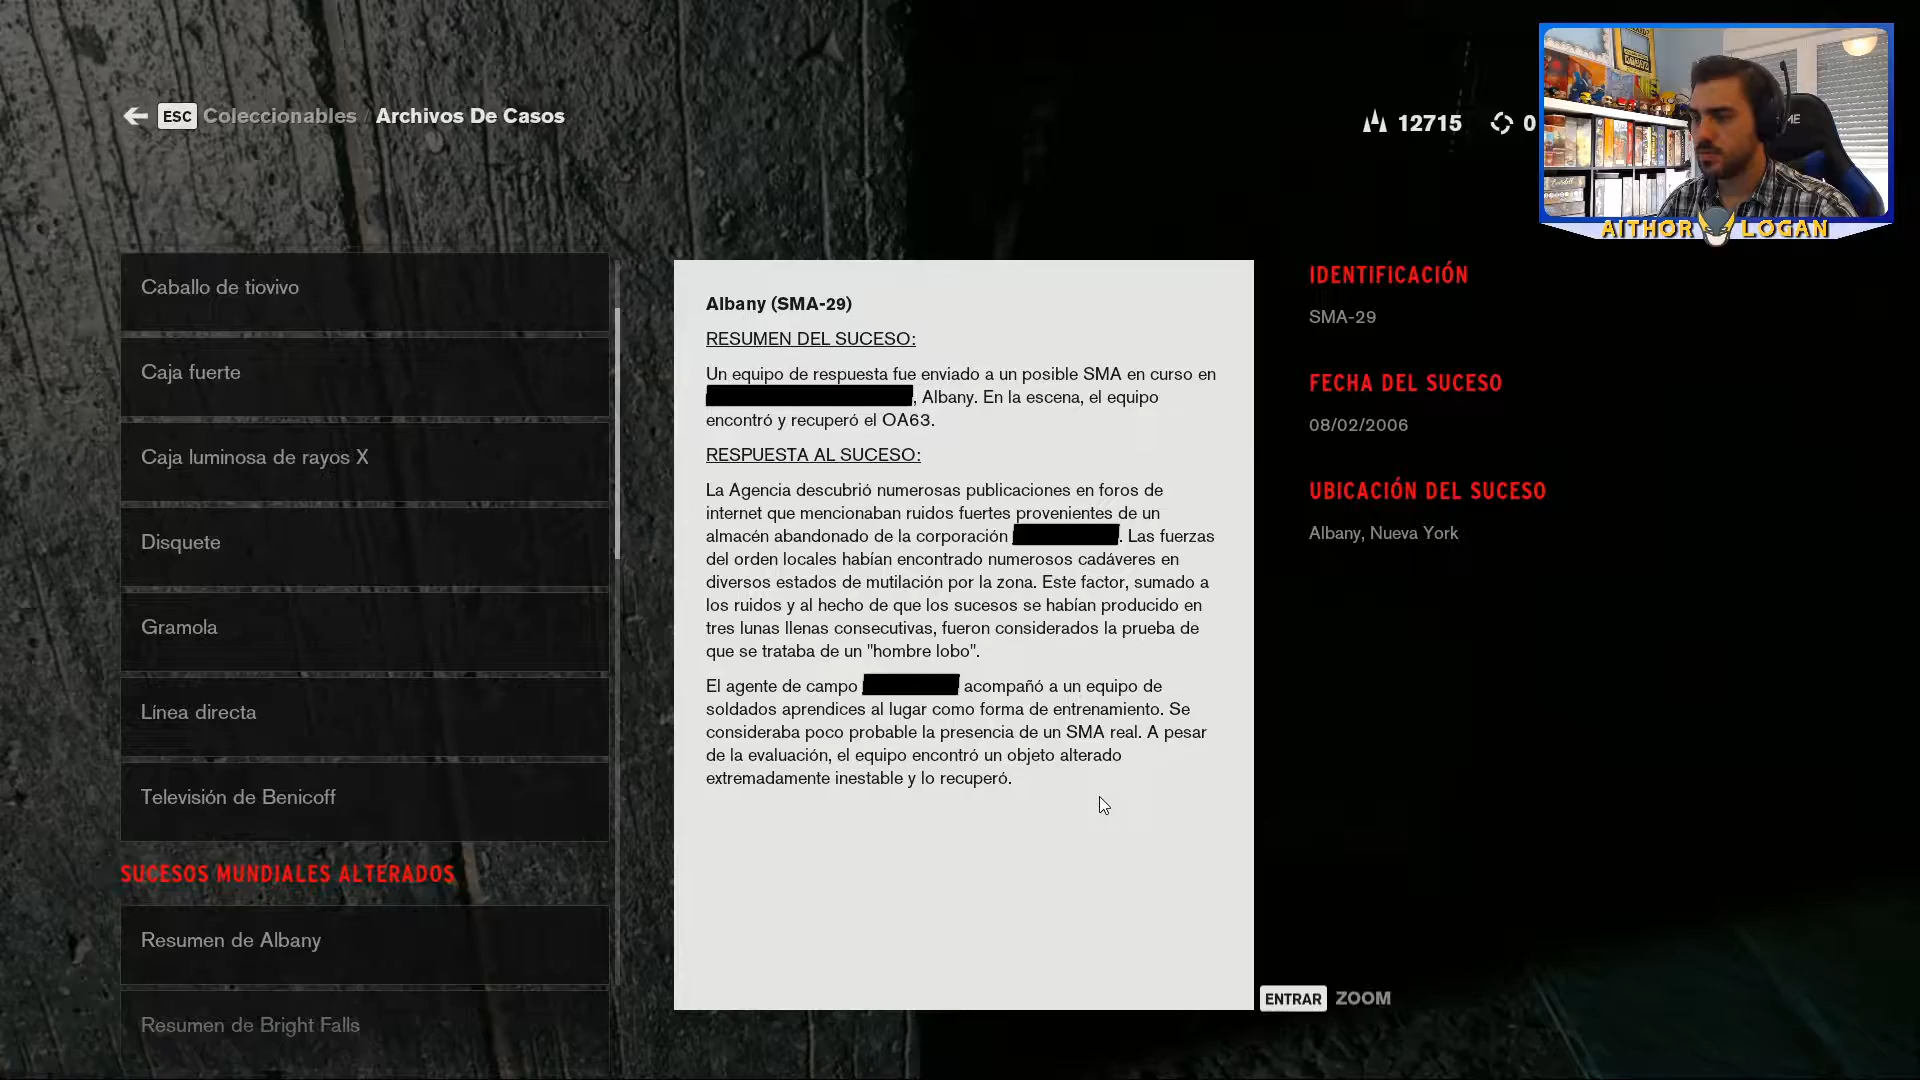 ESC Coleccionables / Archivos De Casos
12715
0
AITHOR LOGAN
Caballo de tiovivo
Caja fuerte
Caja luminosa de rayos X
Disquete
Gramola
Línea directa
Televisión de Benicoff
SUCESOS MUNDIALES ALTERADOS
Resumen de Albany
Resumen de Bright Falls
Albany (SMA-29)
RESUMEN DEL SUCESO:
Un equipo de respuesta fue enviado a un posible SMA en curso en
, Albany. En la escena, el equipo
encontró y recuperó el OA63.
RESPUESTA AL SUCESO:
La Agencia descubrió numerosas publicaciones en foros de
internet que mencionaban ruidos fuertes provenientes de un
almacén abandonado de la corporación . Las fuerzas
del orden locales habían encontrado numerosos cadáveres en
diversos estados de mutilación por la zona. Este factor, sumado a
los ruidos y al hecho de que los sucesos se habían producido en
tres lunas llenas consecutivas, fueron considerados la prueba de
que se trataba de un "hombre lobo".
El agente de campo acompañó a un equipo de
soldados aprendices al lugar como forma de entrenamiento. Se
consideraba poco probable la presencia de un SMA real. A pesar
de la evaluación, el equipo encontró un objeto alterado
extremadamente inestable y lo recuperó.
IDENTIFICACIÓN
SMA-29
FECHA DEL SUCESO
08/02/2006
UBICACIÓN DEL SUCESO
Albany, Nueva York
ENTRAR ZOOM